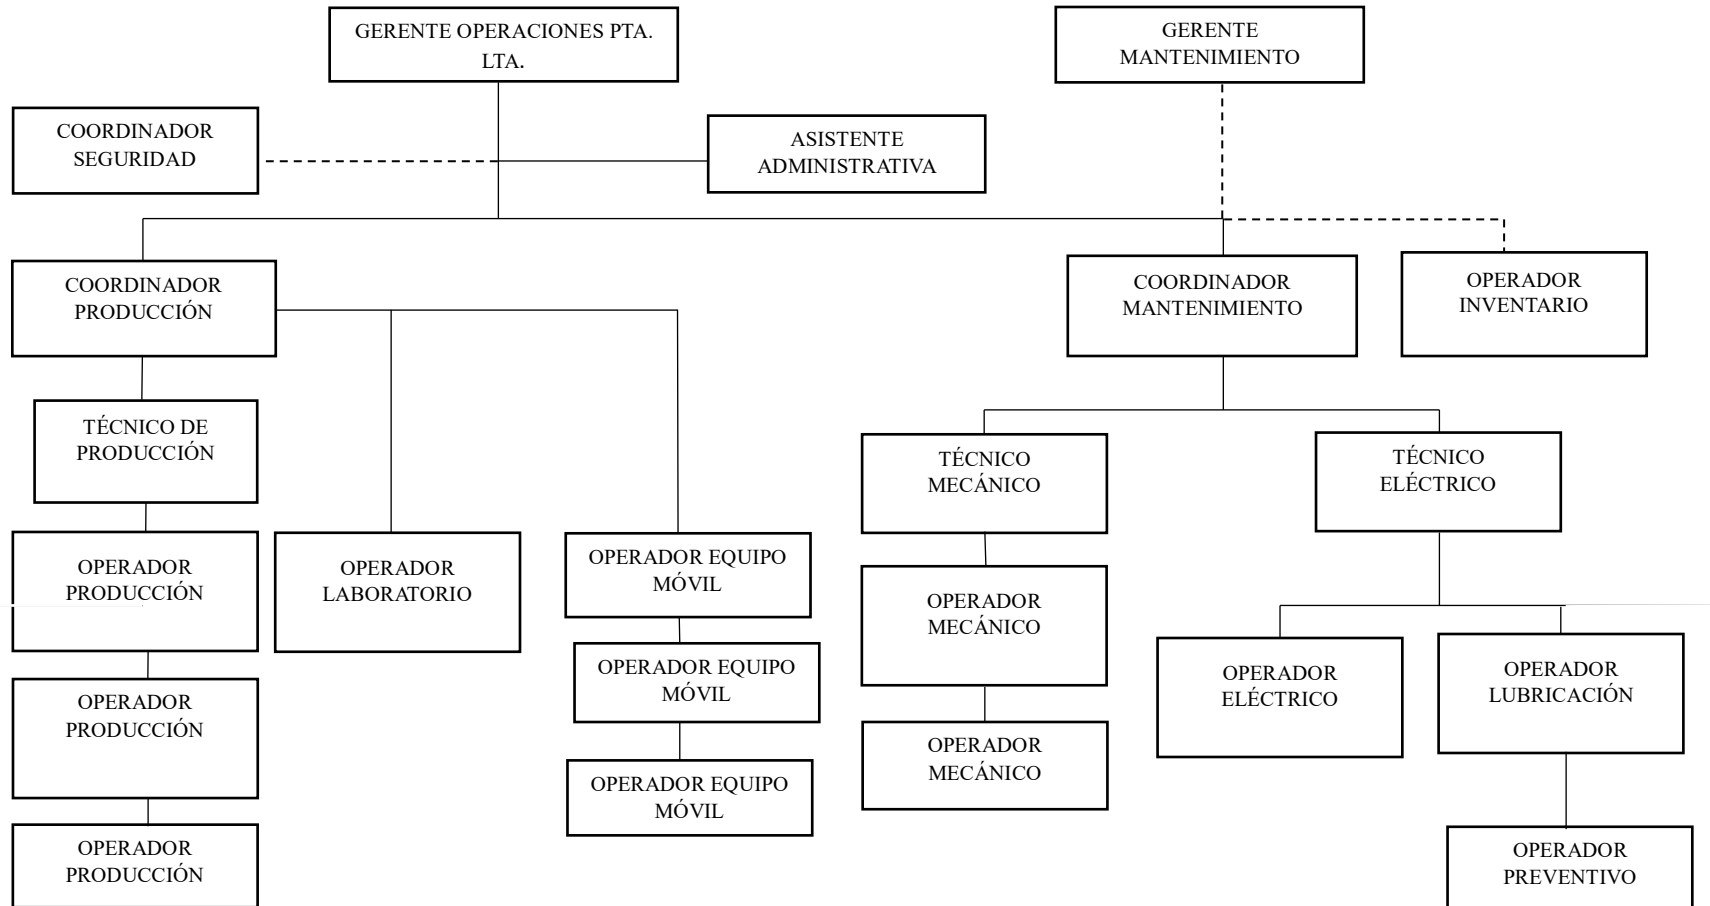 GERENTE OPERACIONES PTA.
LTA.
GERENTE
MANTENIMIENTO
COORDINADOR
SEGURIDAD
ASISTENTE
ADMINISTRATIVA
COORDINADOR
PRODUCCIÓN
COORDINADOR
MANTENIMIENTO
OPERADOR
INVENTARIO
TÉCNICO DE
PRODUCCIÓN
TÉCNICO
MECÁNICO
TÉCNICO
ELÉCTRICO
OPERADOR
PRODUCCIÓN
OPERADOR
LABORATORIO
OPERADOR EQUIPO
MÓVIL
OPERADOR
MECÁNICO
OPERADOR EQUIPO
MÓVIL
OPERADOR
ELÉCTRICO
OPERADOR
LUBRICACIÓN
OPERADOR
PRODUCCIÓN
OPERADOR
MECÁNICO
OPERADOR EQUIPO
MÓVIL
OPERADOR
PRODUCCIÓN
OPERADOR
PREVENTIVO